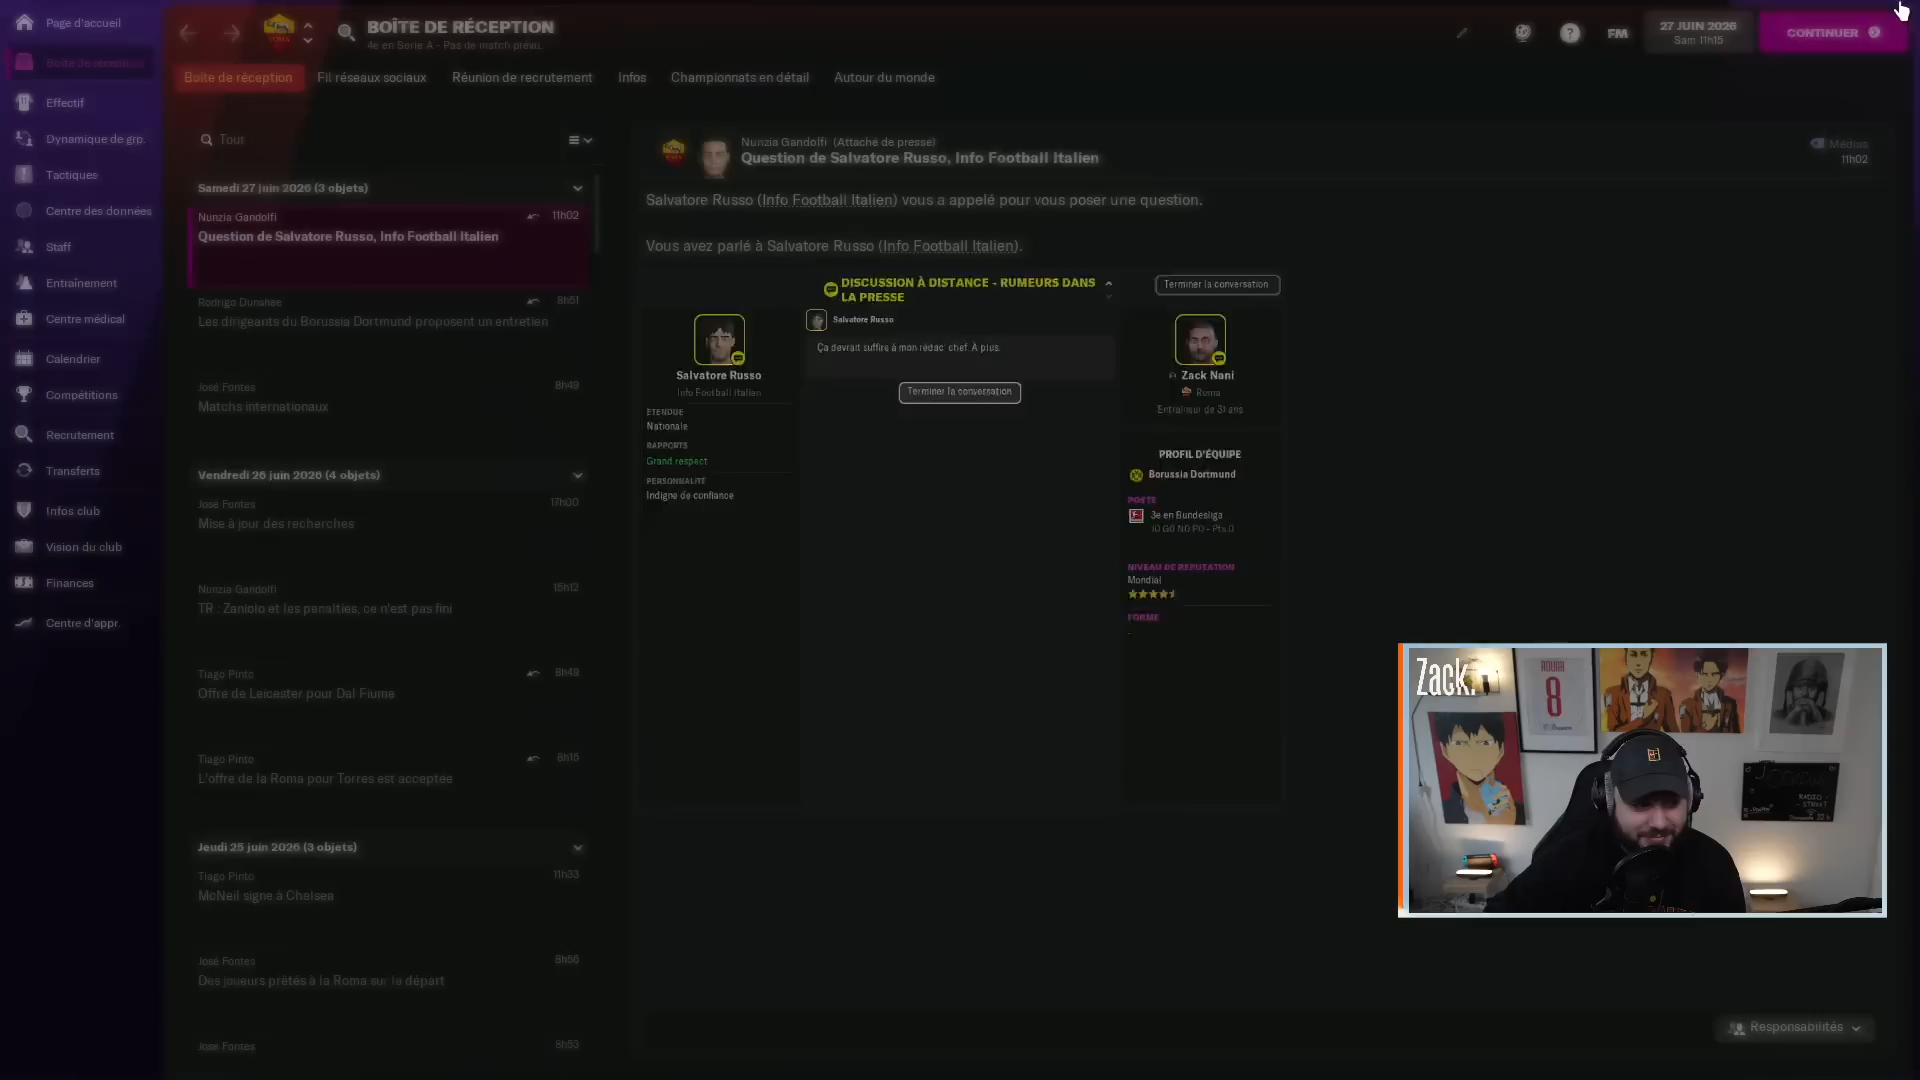 Page d'accueil
Boîte de réception
Effectif
Dynamique de grp.
Tactiques
Centre des données
Staff
Entraînement
Centre médical
Calendrier
Compétitions
Recrutement
Transferts
Infos club
Vision du club
Finances
Centre d'appr.
BOÎTE DE RÉCEPTION
4e en Serie A - Pas de match prévu.
FM
27 JUIN 2026
Sam 11h15
CONTINUER
Boîte de réception
Fil réseaux sociaux
Réunion de recrutement
Infos
Championnats en détail
Autour du monde
Tout
Samedi 27 juin 2026 (3 objets)
Nunzia Gandolfi
11h02
Question de Salvatore Russo, Info Football Italien
Rodrigo Dunshee
8h51
Les dirigeants du Borussia Dortmund proposent un entretien
José Fontes
8h49
Matchs internationaux
Vendredi 26 juin 2026 (4 objets)
José Fontes
17h00
Mise à jour des recherches
Nunzia Gandolfi
15h12
TR : Zaniolo et les penalties, ce n'est pas fini
Tiago Pinto
8h49
Offre de Leicester pour Dal Fiume
Tiago Pinto
8h15
L'offre de la Roma pour Torres est acceptée
Jeudi 25 juin 2026 (3 objets)
Tiago Pinto
11h33
McNeil signe à Chelsea
José Fontes
8h56
Des joueurs prêtés à la Roma sur le départ
José Fontes
8h53
Nunzia Gandolfi (Attaché de presse)
Question de Salvatore Russo, Info Football Italien
Médias
11h02
Salvatore Russo (Info Football Italien) vous a appelé pour vous poser une question.
Vous avez parlé à Salvatore Russo (Info Football Italien).
DISCUSSION À DISTANCE - RUMEURS DANS
LA PRESSE
Terminer la conversation
Salvatore Russo
Ça devrait suffire à mon rédac' chef. À plus.
Terminer la conversation
Salvatore Russo
Info Football Italien
ÉTENDUE
Nationale
RAPPORTS
Grand respect
PERSONNALITÉ
Indigne de confiance
Zack Nani
Roma
Entraîneur de 31 ans
PROFIL D'ÉQUIPE
Borussia Dortmund
POSTE
3e en Bundesliga
J0 G0 N0 P0 - Pts 0
NIVEAU DE RÉPUTATION
Mondial
FORME
-
Zack.
ROURH
8
RADIO
STREET
Responsabilités